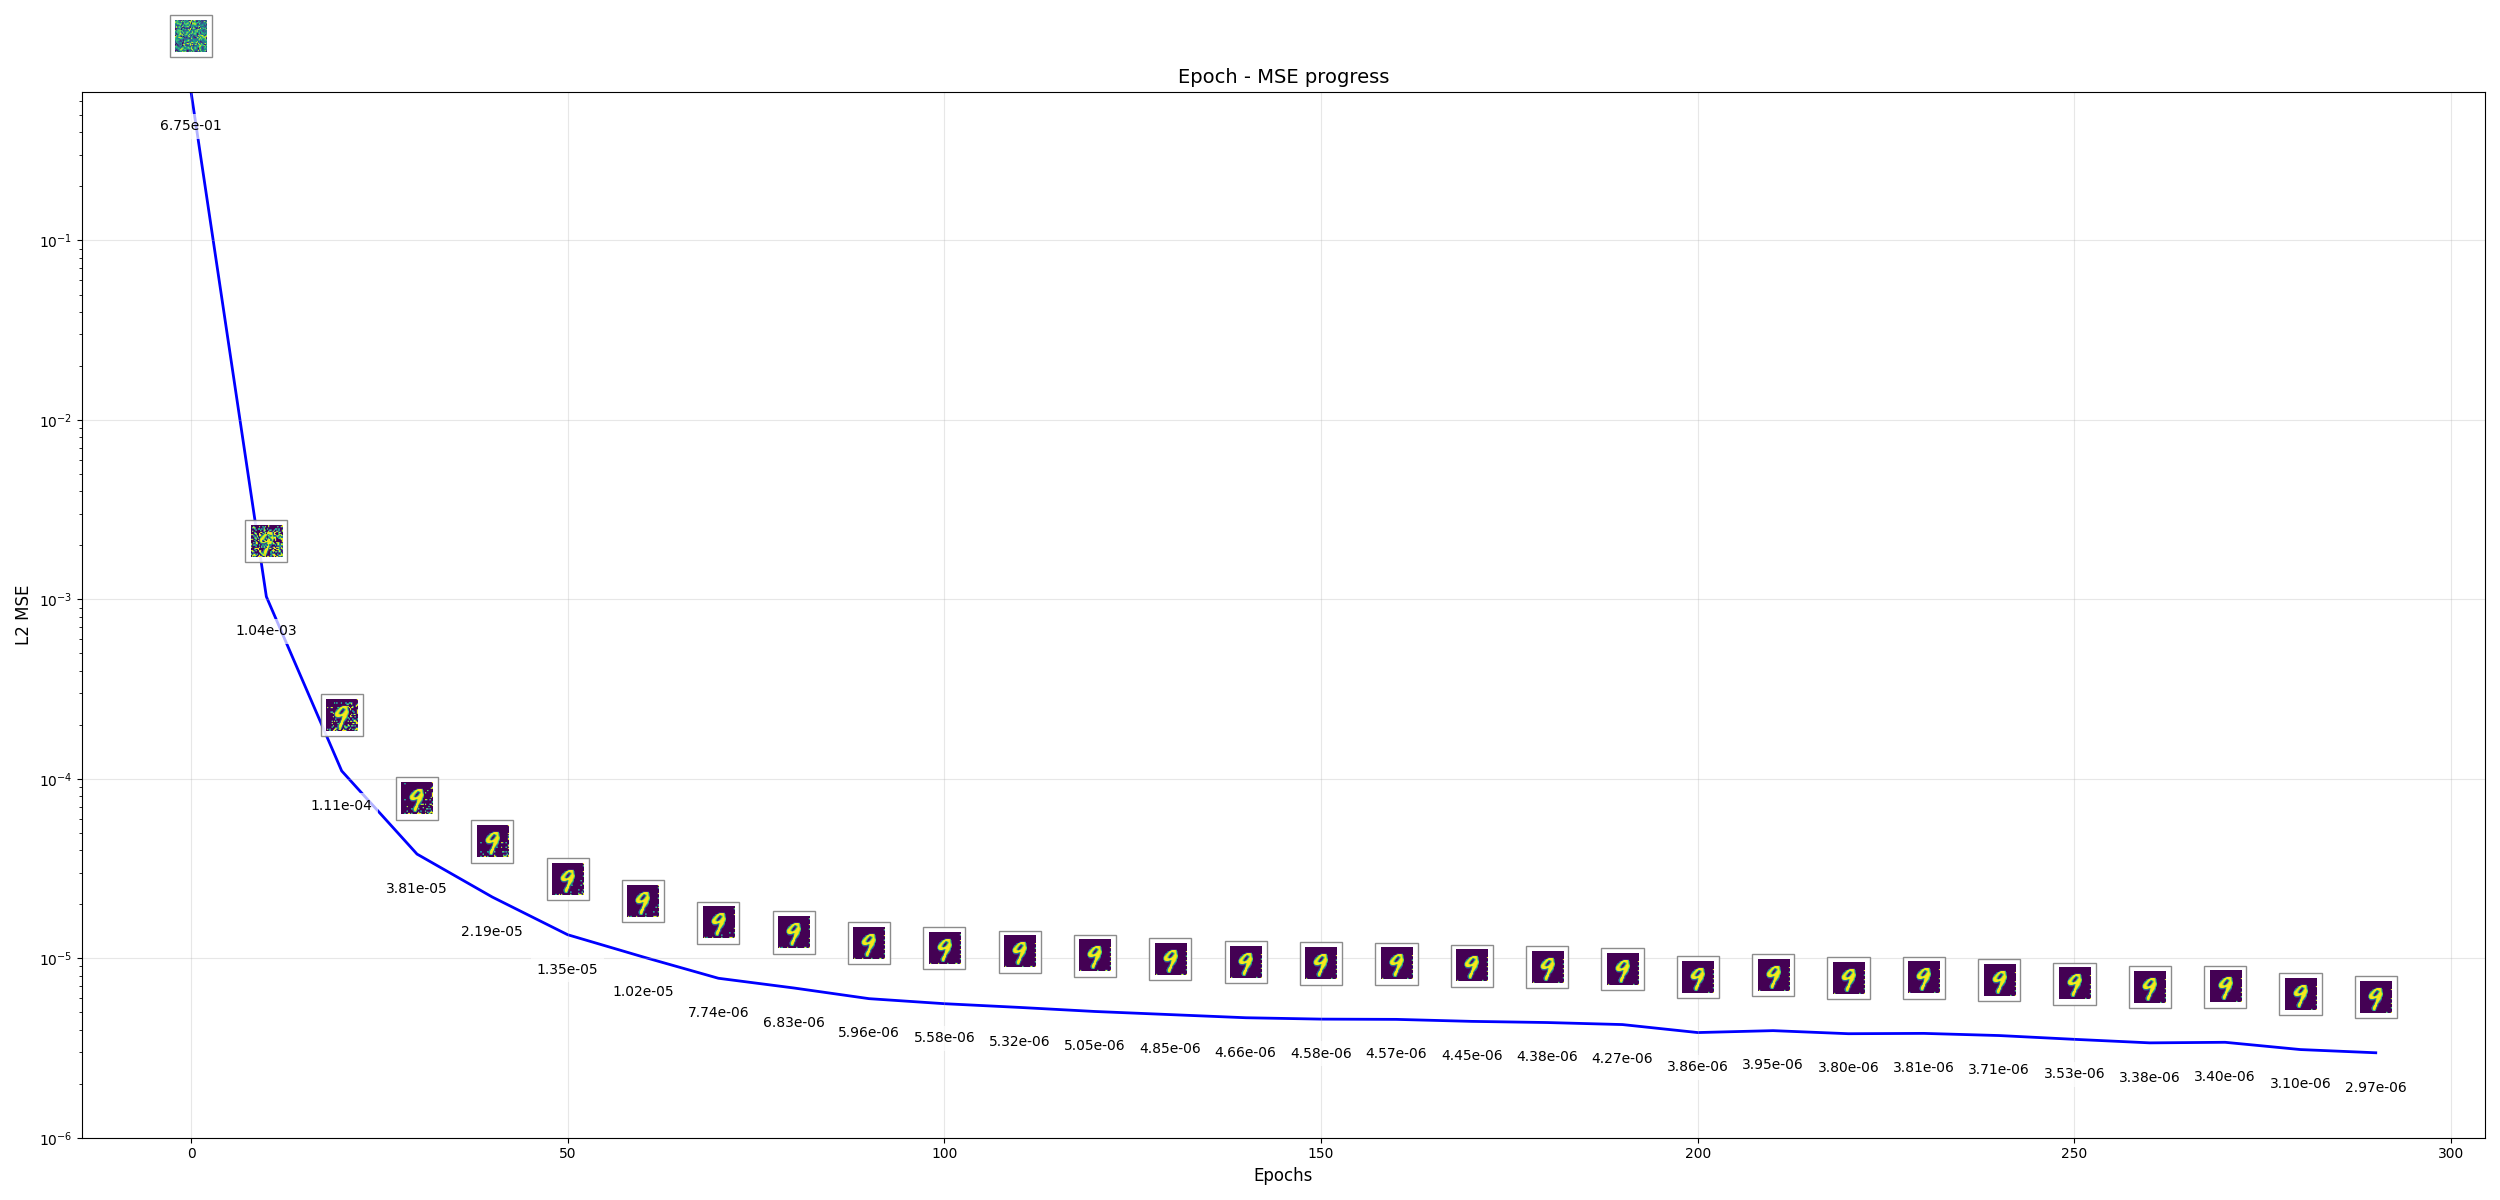 Epoch - MSE progress
6.75e-01
10⁻¹
10⁻²
10⁻³
1.04e-03
L2 MSE
10⁻⁴
1.11e-04
3.81e-05
2.19e-05
10⁻⁵
1.35e-05
1.02e-05
7.74e-06
6.83e-06
5.96e-06
5.58e-06
5.32e-06
5.05e-06
4.85e-06
4.66e-06
4.58e-06
4.57e-06
4.45e-06
4.38e-06
4.27e-06
3.86e-06
3.95e-06
3.80e-06
3.81e-06
3.71e-06
3.53e-06
3.38e-06
3.40e-06
3.10e-06
2.97e-06
10⁻⁶
0 50 100 150 200 250 300
Epochs